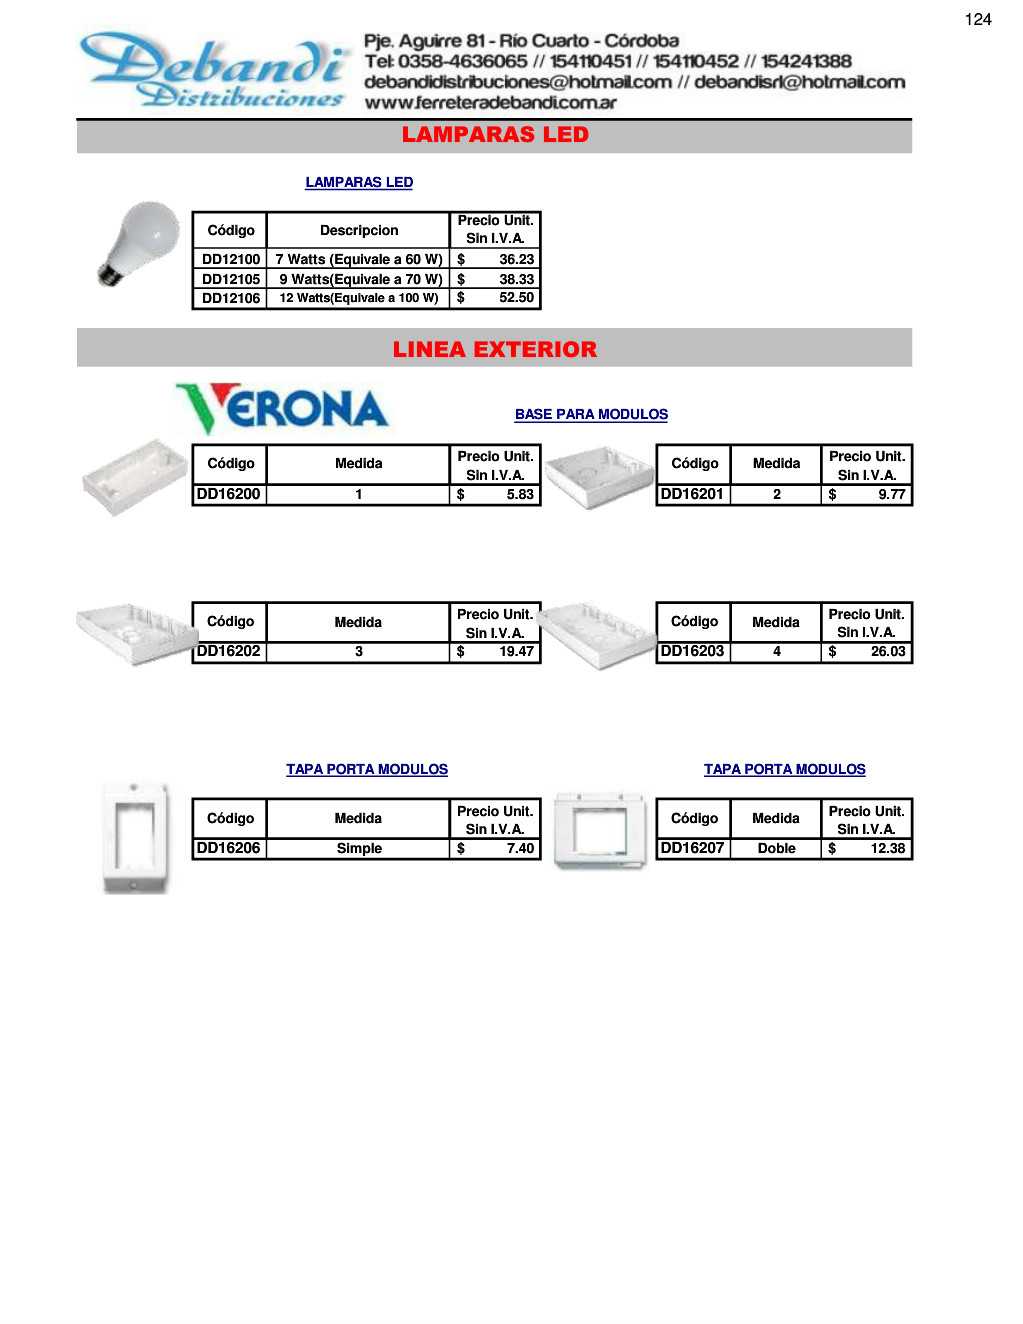 124
Debandi
Distribuciones
Pje. Aguirre 81 - Río Cuarto - Córdoba
Tel: 0358-4636065 // 154110451 // 154110452 // 154241388
debandidistribuciones@hotmail.com // debandisrl@hotmail.com
www.ferreteradebandi.com.ar
LAMPARAS LED
LAMPARAS LED
Código Descripcion Precio Unit. Sin I.V.A.
DD12100 7 Watts (Equivale a 60 W) $ 36.23
DD12105 9 Watts(Equivale a 70 W) $ 38.33
DD12106 12 Watts(Equivale a 100 W) $ 52.50
LINEA EXTERIOR
VERONA
BASE PARA MODULOS
Código Medida Precio Unit. Sin I.V.A.
DD16200 1 $ 5.83
Código Medida Precio Unit. Sin I.V.A.
DD16201 2 $ 9.77
Código Medida Precio Unit. Sin I.V.A.
DD16202 3 $ 19.47
Código Medida Precio Unit. Sin I.V.A.
DD16203 4 $ 26.03
TAPA PORTA MODULOS
Código Medida Precio Unit. Sin I.V.A.
DD16206 Simple $ 7.40
TAPA PORTA MODULOS
Código Medida Precio Unit. Sin I.V.A.
DD16207 Doble $ 12.38